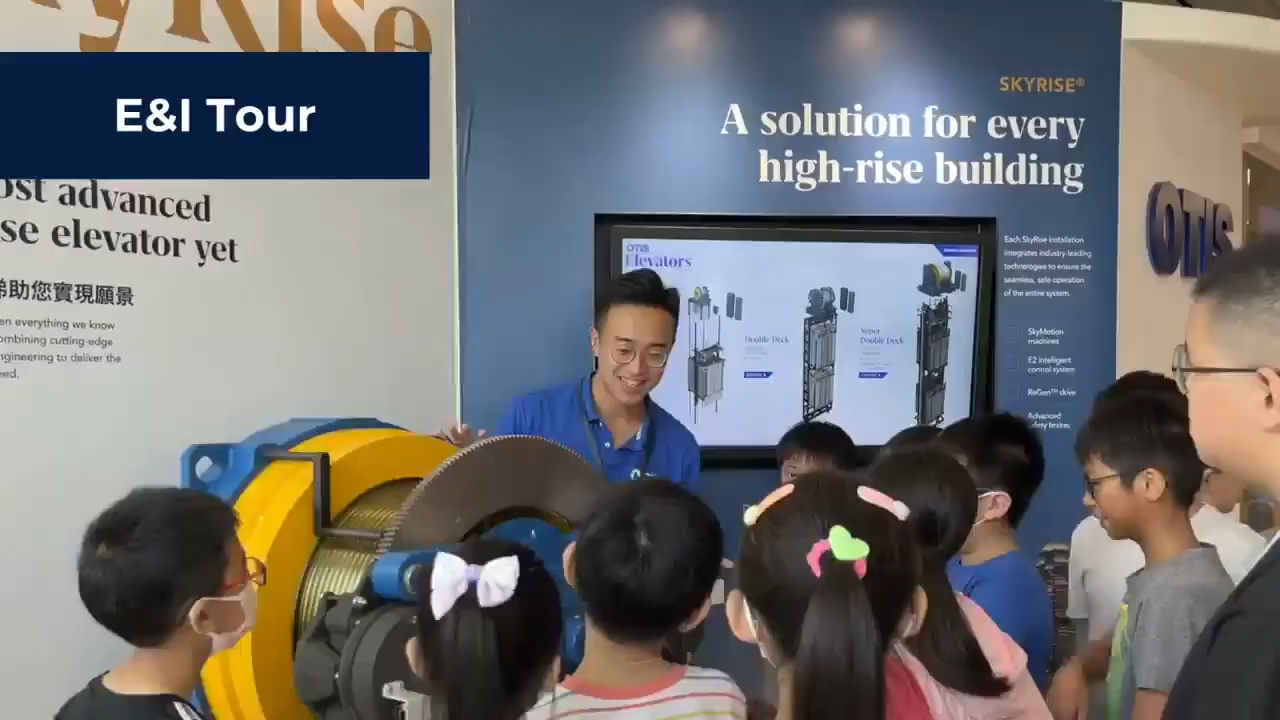 SkyRise
E&I Tour
ost advanced
se elevator yet
助您實現願景
en everything we know
ombining cutting-edge
ngineering to deliver the
eed.
SKYRISE®
A solution for every
high-rise building
OTIS
Elevators
Double Deck
Super
Double Deck
Each SkyRise installation
integrates industry leading
technologies to ensure the
seamless, safe operation
of the entire system.
SkyMotion
machines
E2 intelligent
control system
ReGen™ drive
Advanced
safety brakes
OTIS